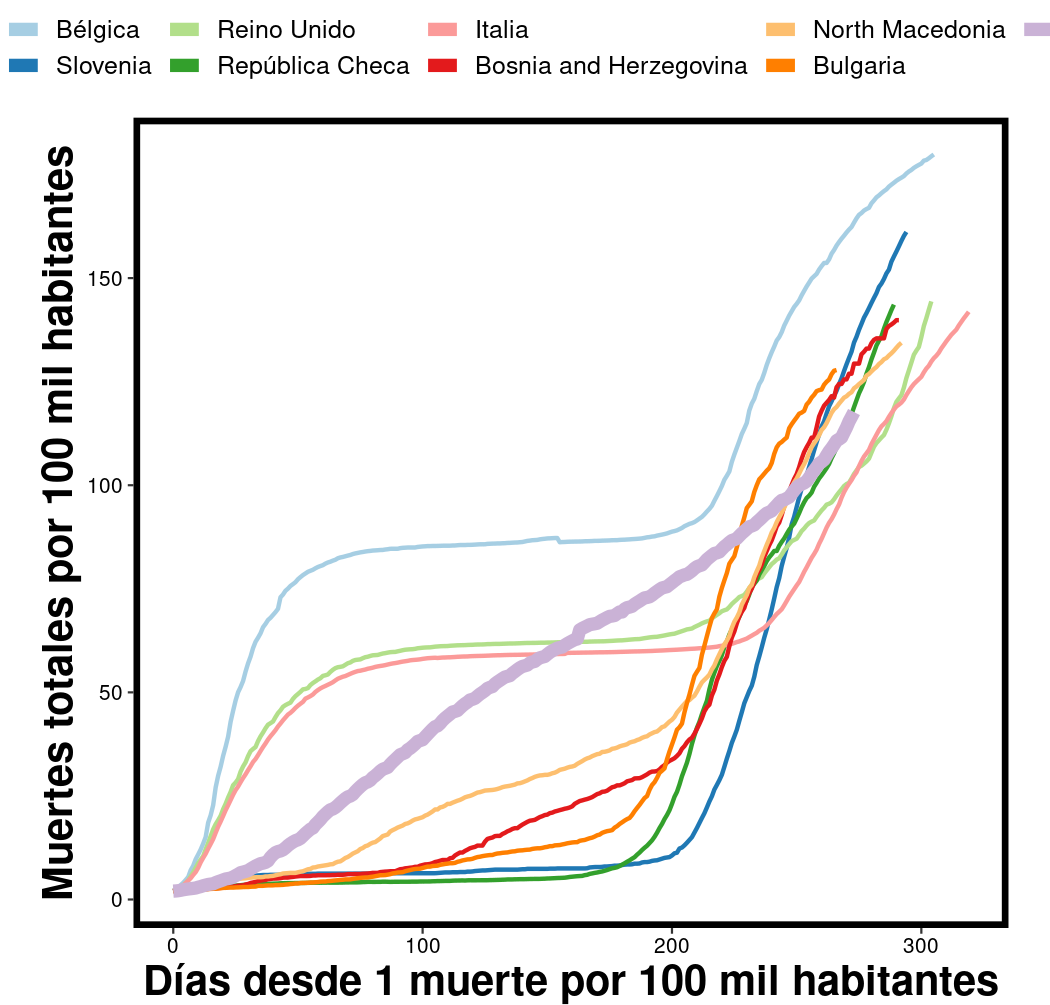 Bélgica Reino Unido Italia North Macedonia
Slovenia República Checa Bosnia and Herzegovina Bulgaria
Muertes totales por 100 mil habitantes
150
100
50
0
0 100 200 300
Días desde 1 muerte por 100 mil habitantes